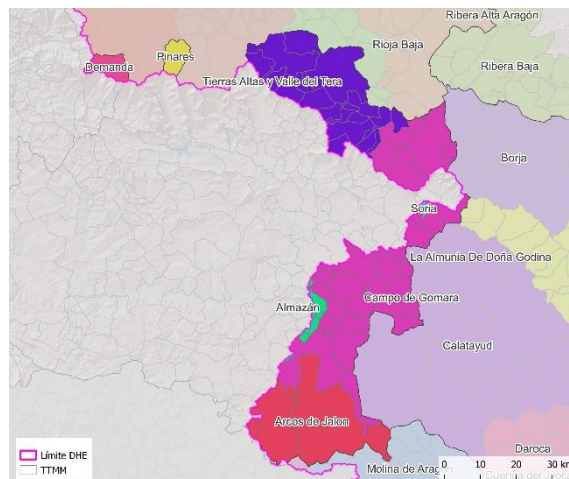 Ribera Alta Aragón
Rioja Baja
Pinares
Demanda
Ribera Baja
Tierras Altas y Valle del Tera
Borja
Soria
La Almunia De Doña Godina
Almazán
Campo de Gomara
Calatayud
Arcos de Jalon
Daroca
Límite DHE
TTMM
Molina de Aragón
0 10 20 30 km